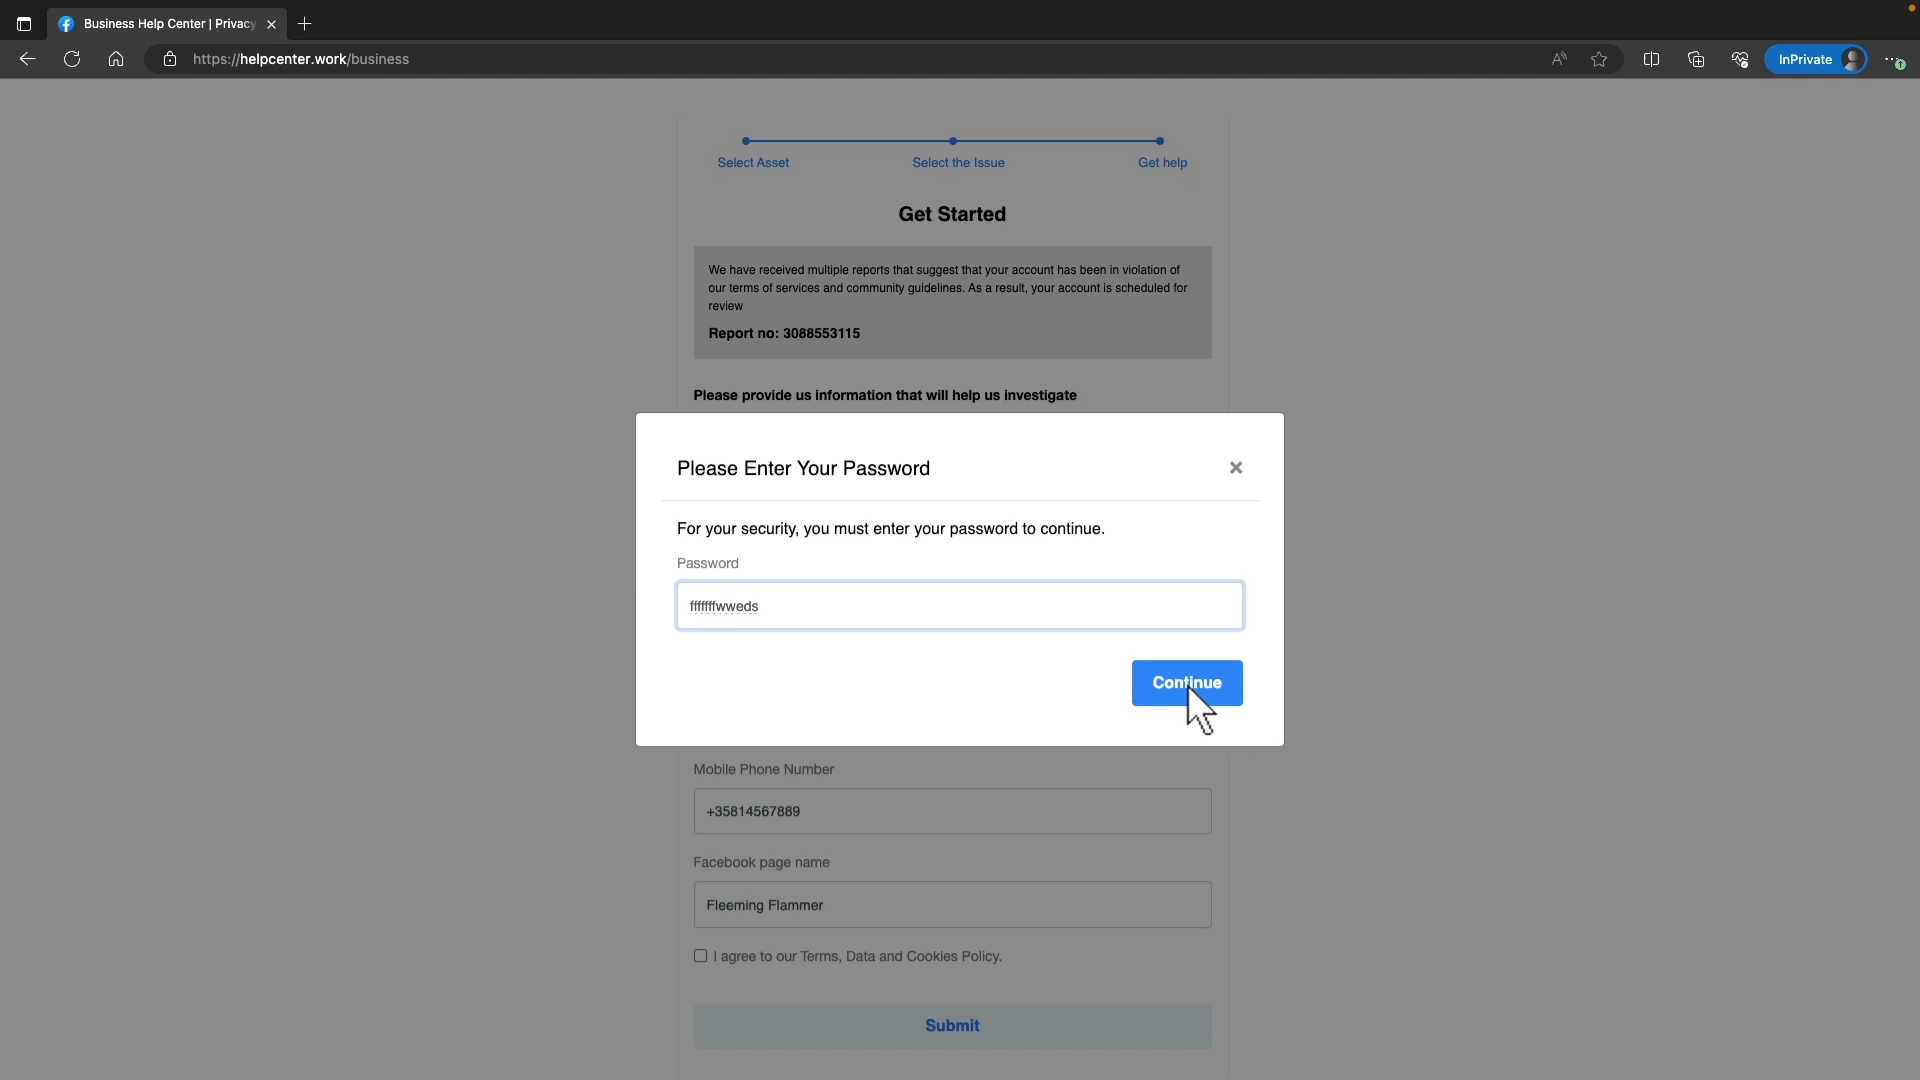 Business Help Center | Privacy
https://helpcenter.work/business
InPrivate
Select Asset
Select the Issue
Get help
Get Started
We have received multiple reports that suggest that your account has been in violation of
our terms of services and community guidelines. As a result, your account is scheduled for
review
Report no: 3088553115
Please provide us information that will help us investigate
Please Enter Your Password
For your security, you must enter your password to continue.
Password
fffffffwweds
Continue
Mobile Phone Number
+35814567889
Facebook page name
Fleeming Flammer
I agree to our Terms, Data and Cookies Policy.
Submit